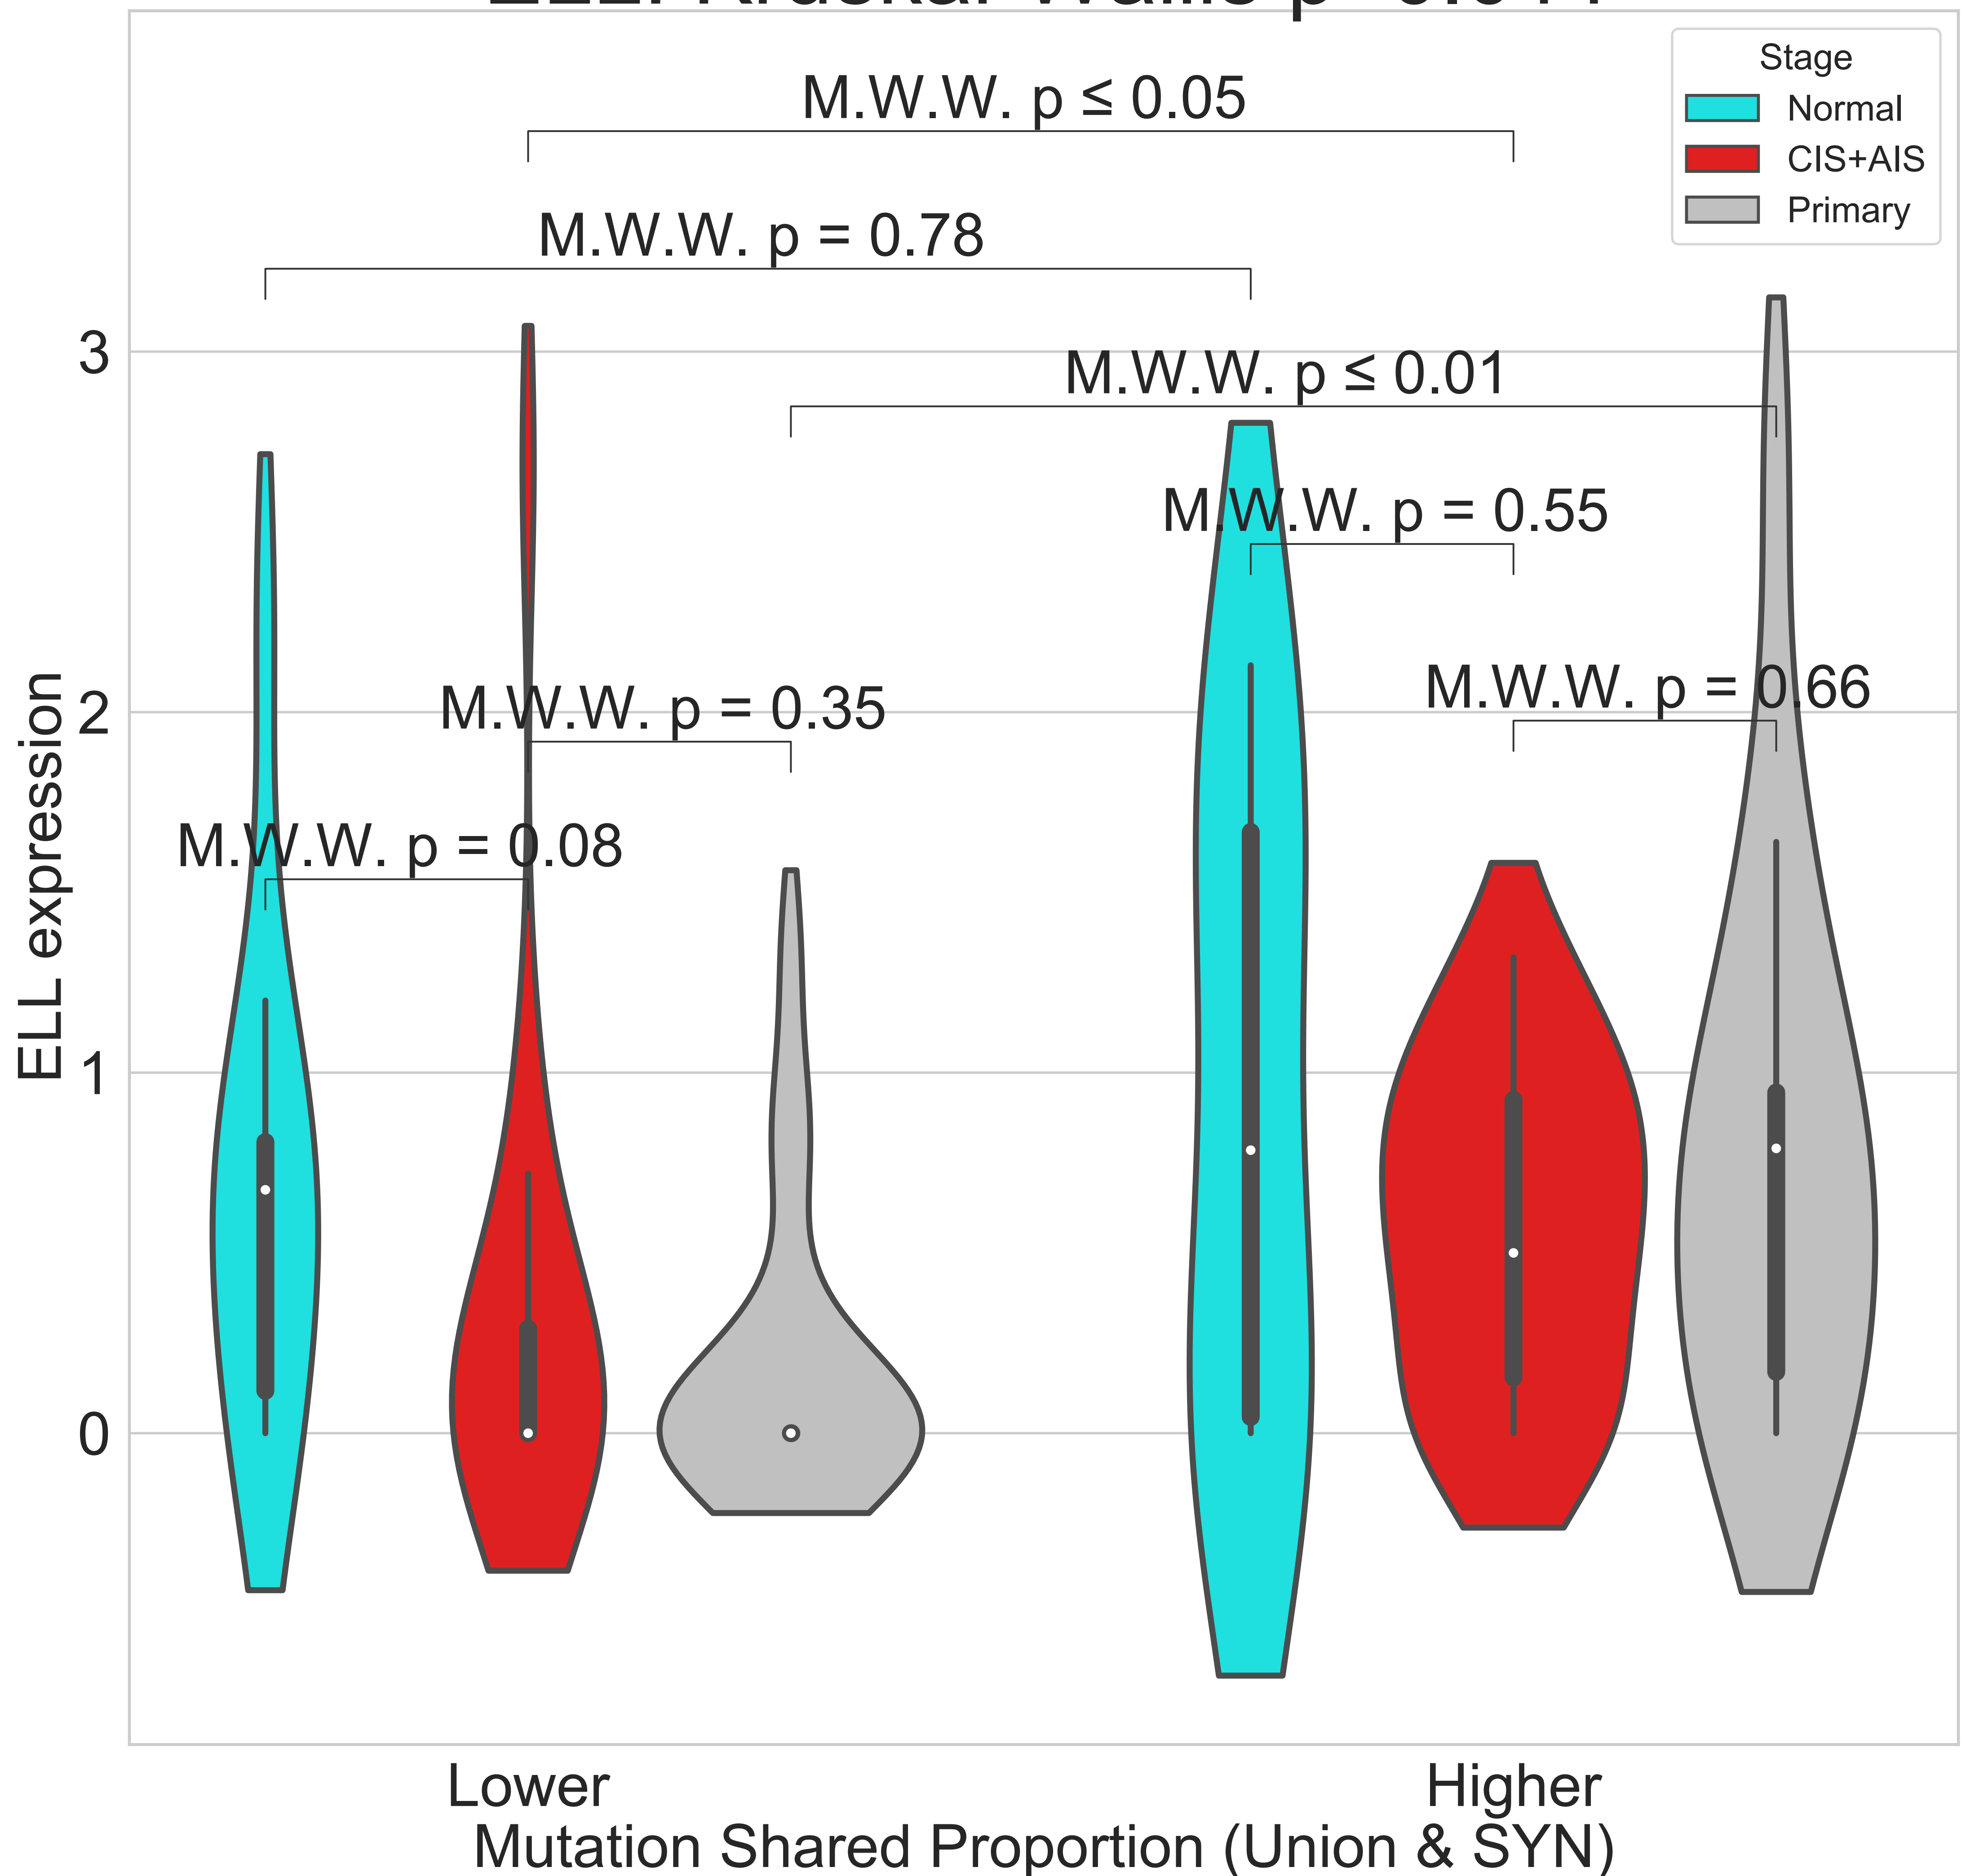 Stage
Normal
CIS+AIS
Primary
M.W.W. p ≤ 0.05
M.W.W. p = 0.78
M.W.W. p ≤ 0.01
M.W.W. p = 0.55
M.W.W. p = 0.66
M.W.W. p = 0.35
M.W.W. p = 0.08
ELL expression
3
2
1
0
Lower
Higher
Mutation Shared Proportion (Union & SYN)